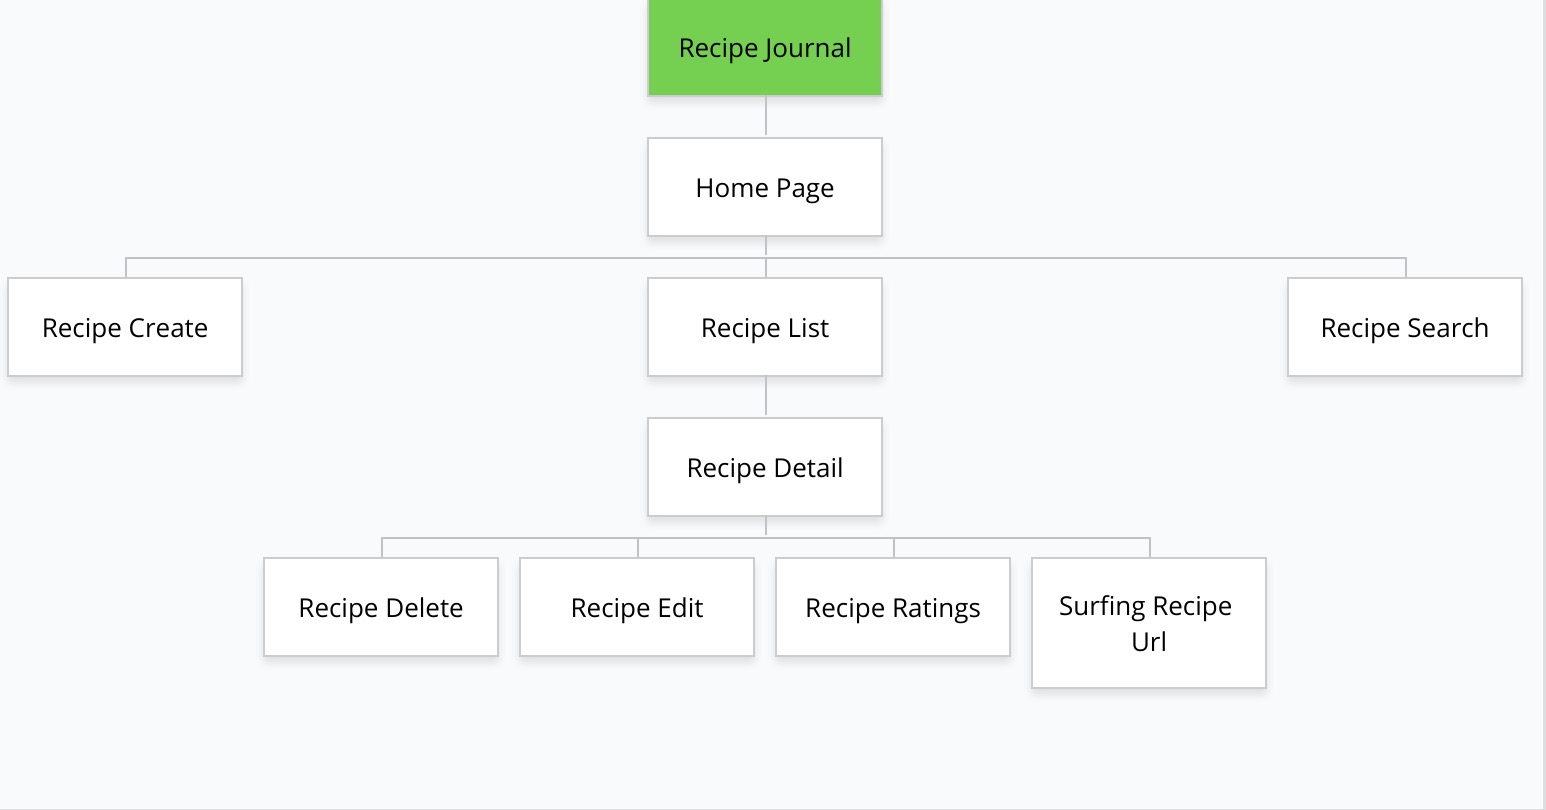 Recipe Journal
Home Page
Recipe Create
Recipe List
Recipe Search
Recipe Detail
Recipe Delete
Recipe Edit
Recipe Ratings
Surfing Recipe
Url